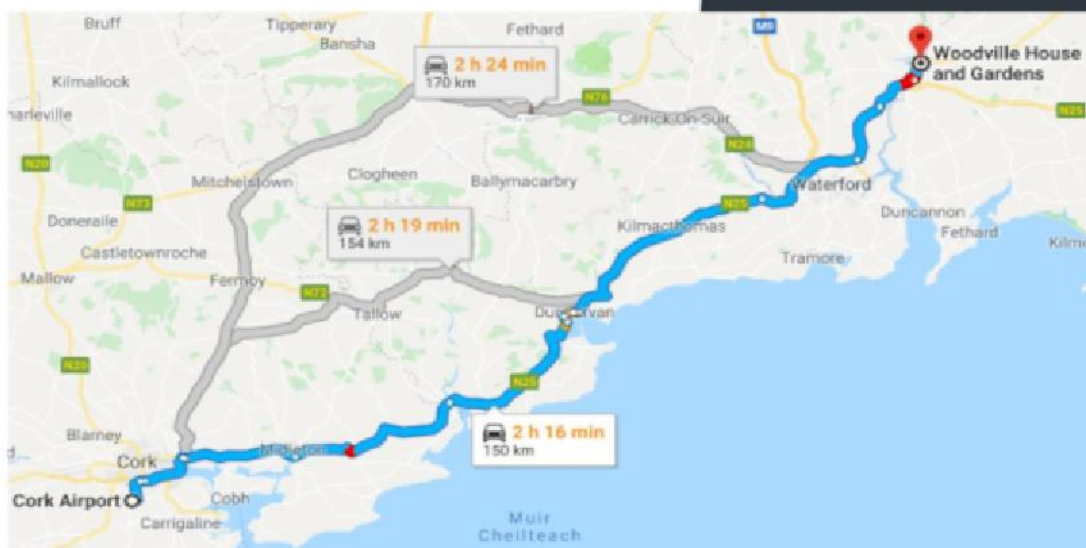 Bruff
Tipperary
Bansha
Fethard
M9
Woodville House
and Gardens
2 h 24 min
170 km
Kilmallock
harleville
N76
Carrick-On-Suir
N25
N24
N20
Mitchelstown
Clogheen
Ballymacarbry
Waterford
N73
Doneraile
N25
Duncannon
Kilmacthomas
Fethard
2 h 19 min
154 km
Castletownroche
Tramore
Mallow
Fermoy
N72
Tallow
N20
N25
2 h 16 min
150 km
Blarney
Midleton
Cork
Cork Airport
Cobh
Carrigaline
Muir
Cheilteach